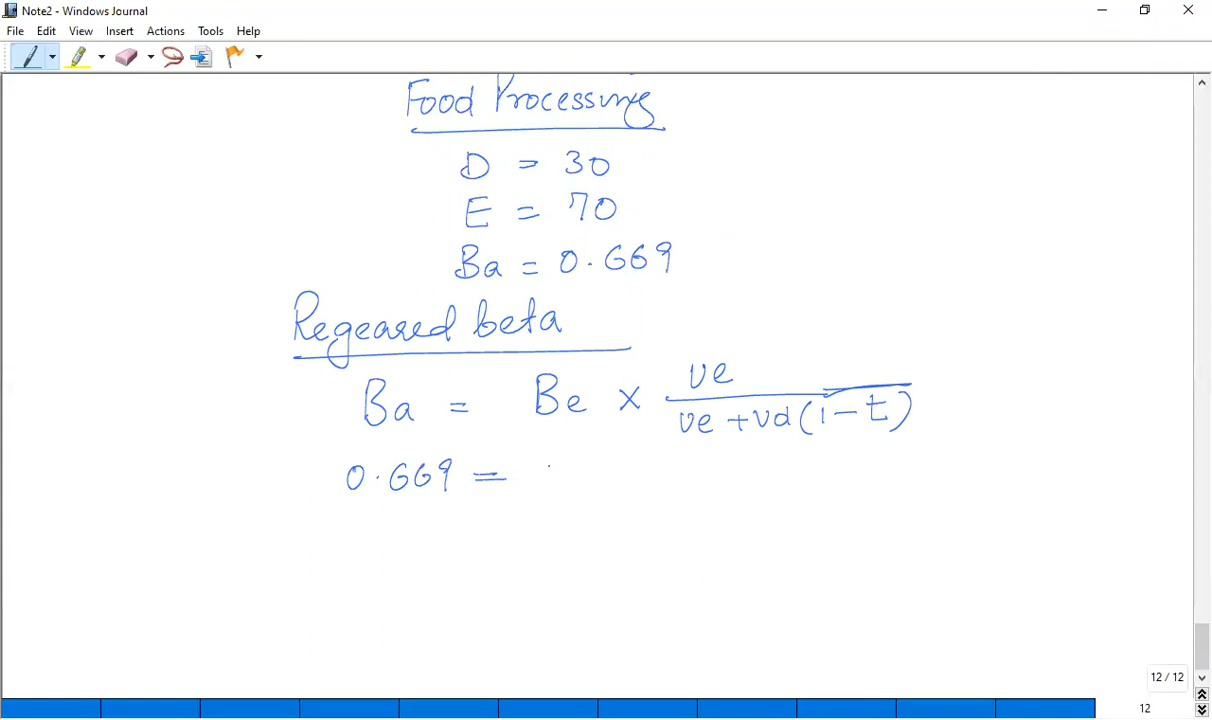 Note2 - Windows Journal
File Edit View Insert Actions Tools Help
Food Processing
D = 30
E = 70
Ba = 0.669
Regeared beta
Ba = Be × ve / ve + vd (1 - t)
0.669 =
12 / 12
12